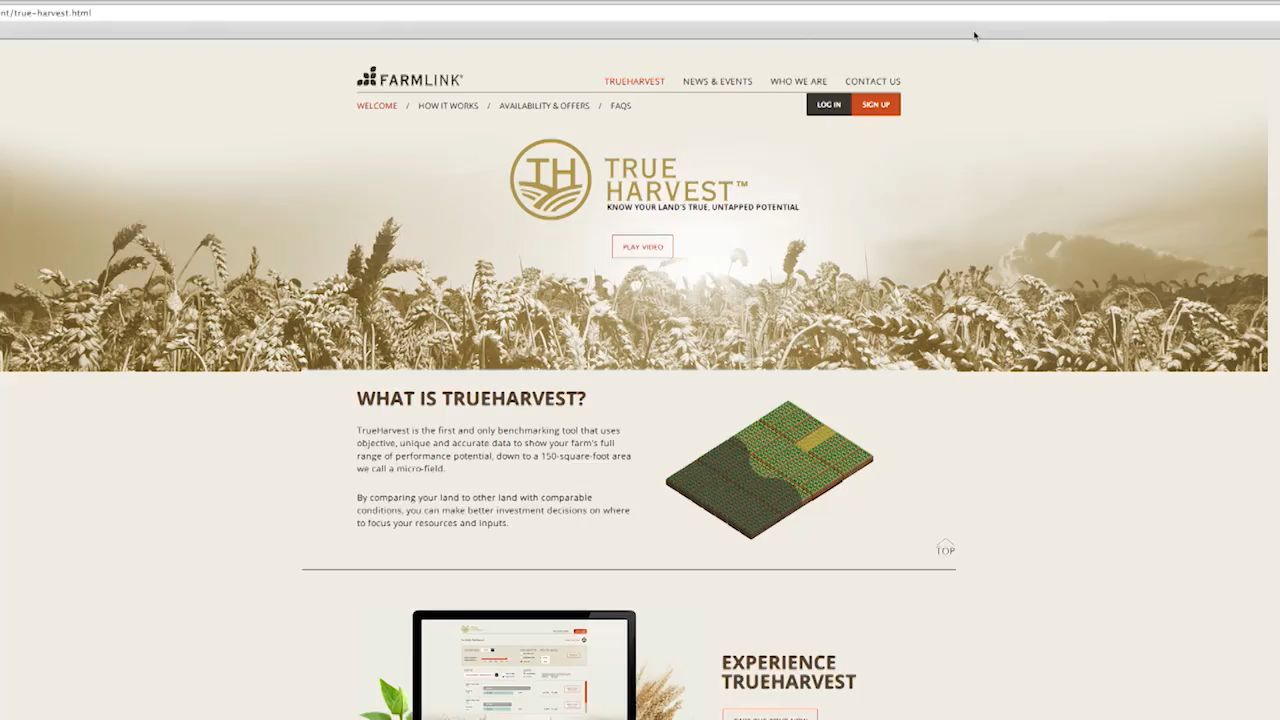 nt/true-harvest.html
FARMLINK®
TRUEHARVEST NEWS & EVENTS WHO WE ARE CONTACT US
WELCOME / HOW IT WORKS / AVAILABILITY & OFFERS / FAQS
LOG IN SIGN UP
TH
TRUE
HARVEST™
KNOW YOUR LAND'S TRUE, UNTAPPED POTENTIAL
PLAY VIDEO
WHAT IS TRUEHARVEST?
TrueHarvest is the first and only benchmarking tool that uses
objective, unique and accurate data to show your farm's full
range of performance potential, down to a 150-square-foot area
we call a micro-field.
By comparing your land to other land with comparable
conditions, you can make better investment decisions on where
to focus your resources and inputs.
TOP
EXPERIENCE
TRUEHARVEST